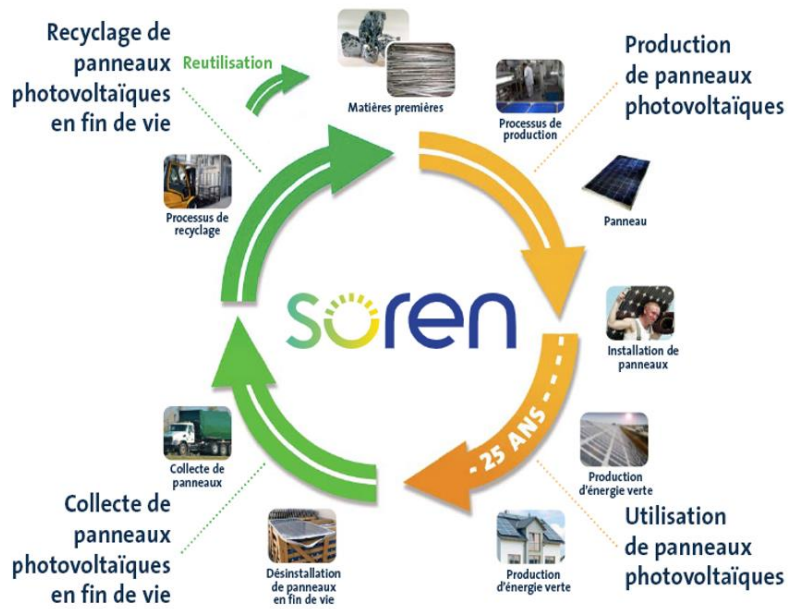 Recyclage de
panneaux
photovoltaïques
en fin de vie
Reutilisation
Matières premières
Processus de
production
Production
de panneaux
photovoltaïques
Processus de
recyclage
Panneau
soren
Installation de
panneaux
- 25 ANS - - -
Collecte de
panneaux
Production
d'énergie verte
Collecte de
panneaux
photovoltaïques
en fin de vie
Désinstallation
de panneaux
en fin de vie
Production
d'énergie verte
Utilisation
de panneaux
photovoltaïques